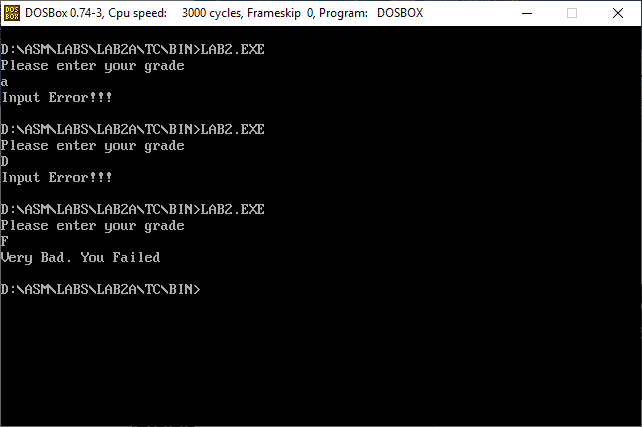 DOS
BOX
DOSBox 0.74-3, Cpu speed: 3000 cycles, Frameskip 0, Program: DOSBOX
D:\ASM\LABS\LAB2A\TC\BIN>LAB2.EXE
Please enter your grade
a
Input Error!!!
D:\ASM\LABS\LAB2A\TC\BIN>LAB2.EXE
Please enter your grade
D
Input Error!!!
D:\ASM\LABS\LAB2A\TC\BIN>LAB2.EXE
Please enter your grade
F
Very Bad. You Failed
D:\ASM\LABS\LAB2A\TC\BIN>